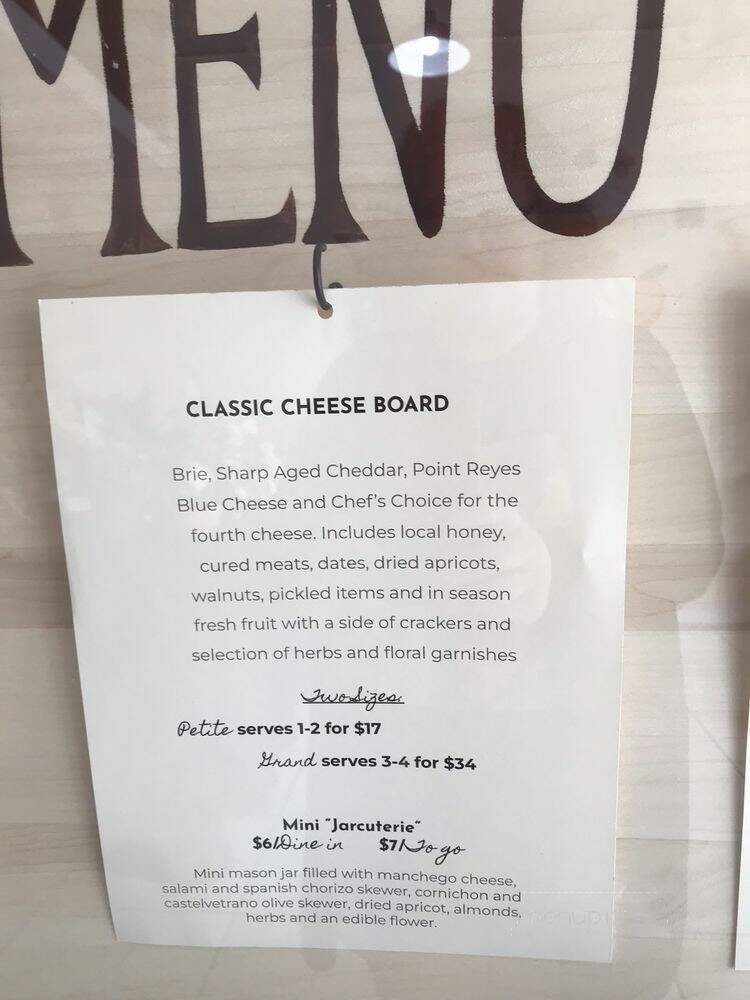 MENU
CLASSIC CHEESE BOARD
Brie, Sharp Aged Cheddar, Point Reyes
Blue Cheese and Chef's Choice for the
fourth cheese. Includes local honey,
cured meats, dates, dried apricots,
walnuts, pickled items and in season
fresh fruit with a side of crackers and
selection of herbs and floral garnishes
Two Sizes:
Petite serves 1-2 for $17
Grand serves 3-4 for $34
Mini "Jarcuterie"
$6/Dine in $7/To go
Mini mason jar filled with manchego cheese,
salami and spanish chorizo skewer, cornichon and
castelvetrano olive skewer, dried apricot, almonds,
herbs and an edible flower.